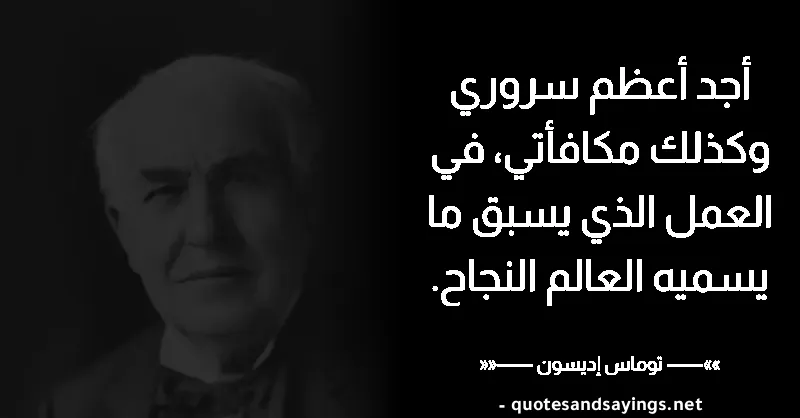 أجد أعظم سروري
وكذلك مكافأتي، في
العمل الذي يسبق ما
يسميه العالم النجاح.
»»—— توماس إديسون ——««
- quotesandsayings.net